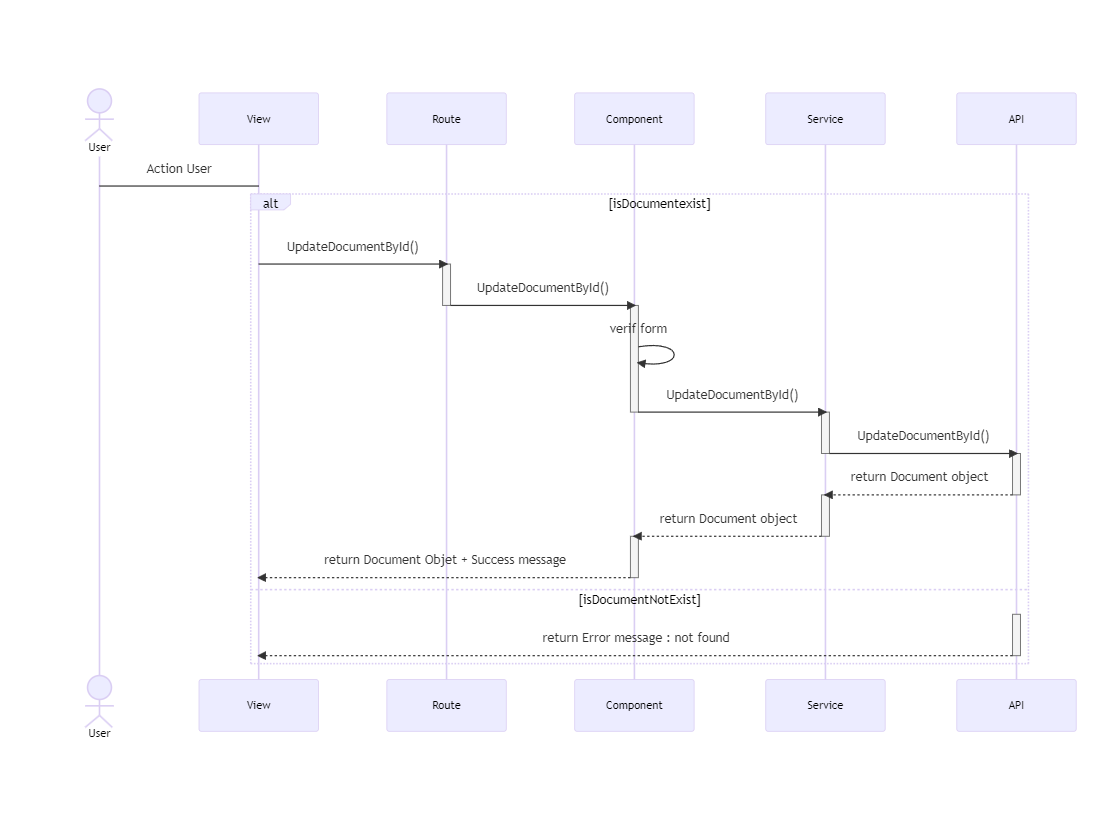 User
View
Route
Component
Service
API
Action User
alt
[isDocumentexist]
UpdateDocumentById()
UpdateDocumentById()
verif form
UpdateDocumentById()
UpdateDocumentById()
return Document object
return Document object
return Document Objet + Success message
[isDocumentNotExist]
return Error message : not found
User
View
Route
Component
Service
API